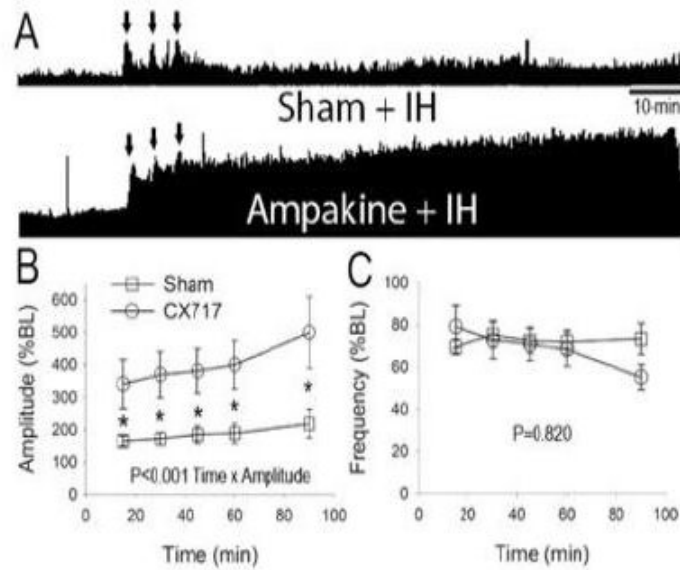 A
Sham + IH
10-min
Ampakine + IH
B
Sham
CX717
Amplitude (%BL)
600
500
400
300
200
100
0
* * * * *
P<0.001 Time x Amplitude
0 20 40 60 80 100
Time (min)
C
Frequency (%BL)
100
80
60
40
20
0
P=0.820
0 20 40 60 80 100
Time (min)